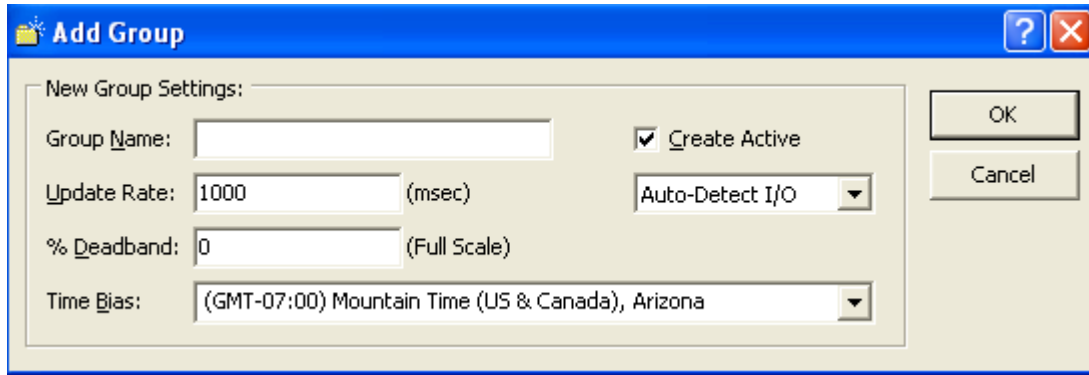 Add Group
New Group Settings:
Group Name:
Create Active
OK
Update Rate: 1000 (msec)
Auto-Detect I/O
Cancel
% Deadband: 0 (Full Scale)
Time Bias: (GMT-07:00) Mountain Time (US & Canada), Arizona